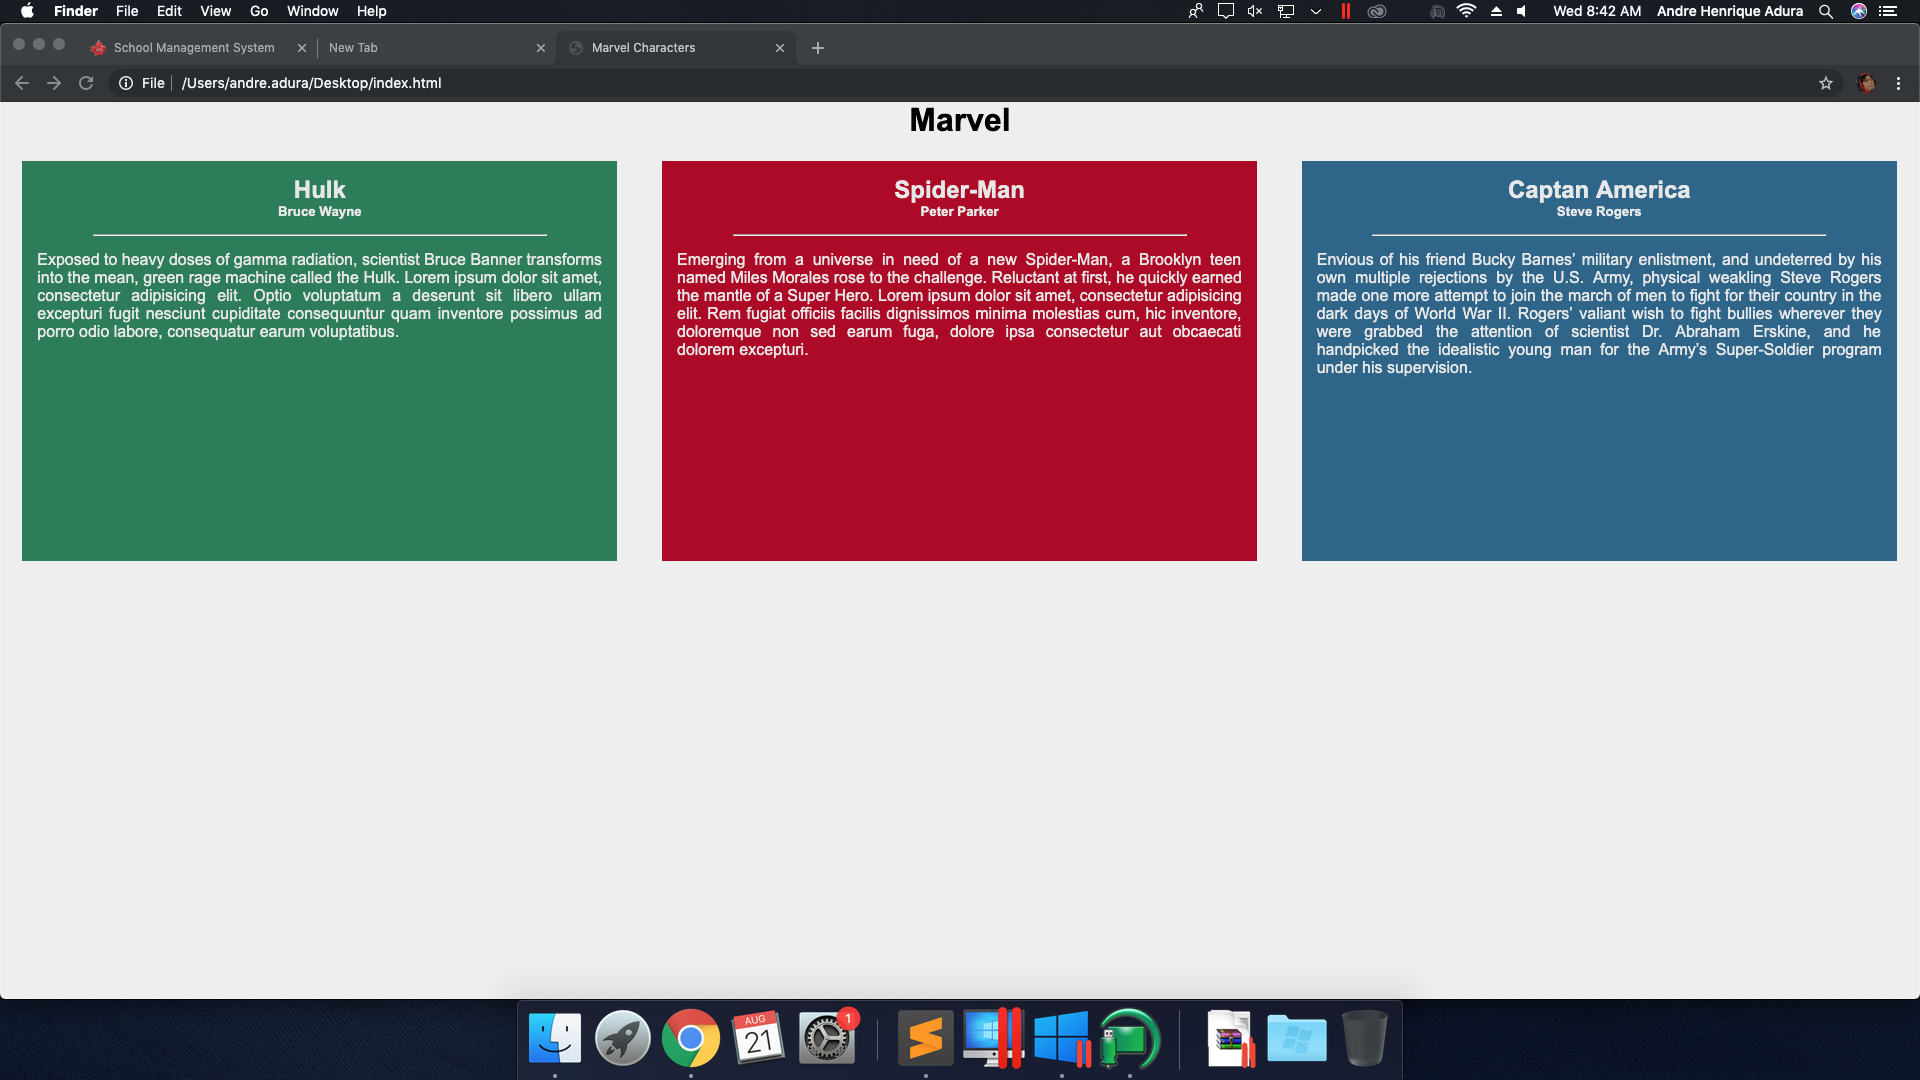 Finder File Edit View Go Window Help Wed 8:42 AM Andre Henrique Adura
School Management System New Tab Marvel Characters
File /Users/andre.adura/Desktop/index.html
Marvel
Hulk
Bruce Wayne
Exposed to heavy doses of gamma radiation, scientist Bruce Banner transforms
into the mean, green rage machine called the Hulk. Lorem ipsum dolor sit amet,
consectetur adipisicing elit. Optio voluptatum a deserunt sit libero ullam
excepturi fugit nesciunt cupiditate consequuntur quam inventore possimus ad
porro odio labore, consequatur earum voluptatibus.
Spider-Man
Peter Parker
Emerging from a universe in need of a new Spider-Man, a Brooklyn teen
named Miles Morales rose to the challenge. Reluctant at first, he quickly earned
the mantle of a Super Hero. Lorem ipsum dolor sit amet, consectetur adipisicing
elit. Rem fugiat officiis facilis dignissimos minima molestias cum, hic inventore,
doloremque non sed earum fuga, dolore ipsa consectetur aut obcaecati
dolorem excepturi.
Captan America
Steve Rogers
Envious of his friend Bucky Barnes’ military enlistment, and undeterred by his
own multiple rejections by the U.S. Army, physical weakling Steve Rogers
made one more attempt to join the march of men to fight for their country in the
dark days of World War II. Rogers’ valiant wish to fight bullies wherever they
were grabbed the attention of scientist Dr. Abraham Erskine, and he
handpicked the idealistic young man for the Army’s Super-Soldier program
under his supervision.
AUG
21
1